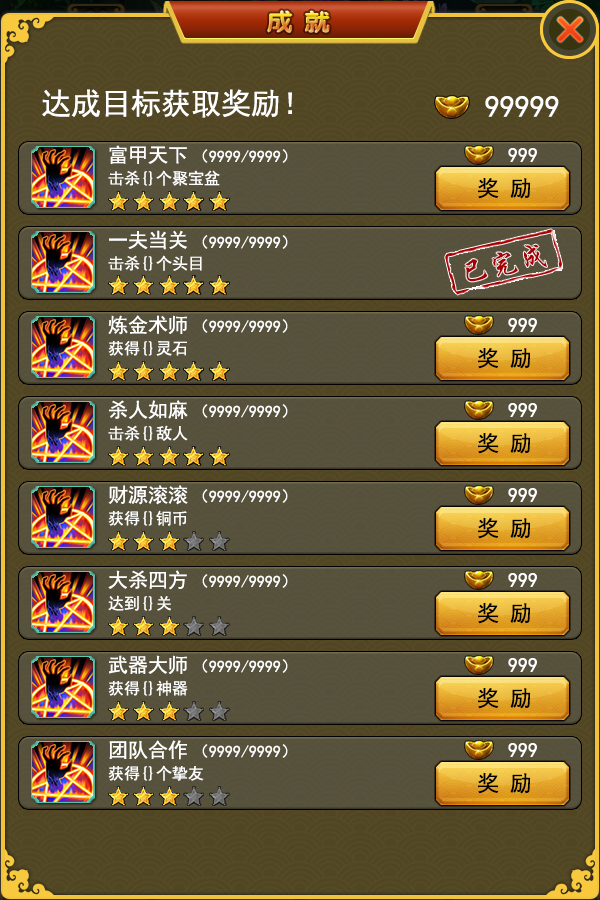 成就
达成目标获取奖励！ 99999
富甲天下（9999/9999） 999
击杀{}个聚宝盆 奖励
一夫当关（9999/9999）
击杀{}个头目 已完成
炼金术师（9999/9999） 999
获得{}灵石 奖励
杀人如麻（9999/9999） 999
击杀{}敌人 奖励
财源滚滚（9999/9999） 999
获得{}铜币 奖励
大杀四方（9999/9999） 999
达到{}关 奖励
武器大师（9999/9999） 999
获得{}神器 奖励
团队合作（9999/9999） 999
获得{}个挚友 奖励